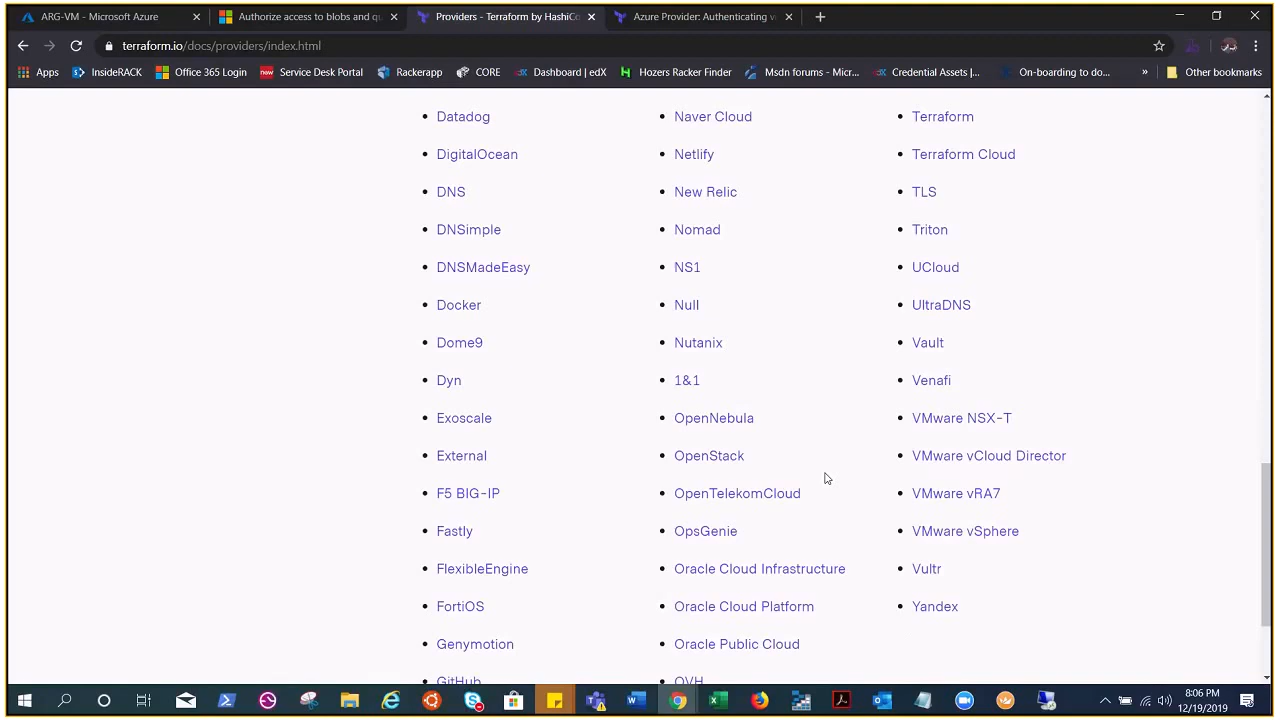 ARG-VM - Microsoft Azure
Authorize access to blobs and qu
Providers - Terraform by HashiCo
Azure Provider: Authenticating v
terraform.io/docs/providers/index.html
Apps
InsideRACK
Office 365 Login
new Service Desk Portal
Rackerapp
CORE
Dashboard | edX
Hozers Racker Finder
Msdn forums - Micr...
Credential Assets |...
On-boarding to do...
»
Other bookmarks
Datadog
DigitalOcean
DNS
DNSimple
DNSMadeEasy
Docker
Dome9
Dyn
Exoscale
External
F5 BIG-IP
Fastly
FlexibleEngine
FortiOS
Genymotion
GitHub
Naver Cloud
Netlify
New Relic
Nomad
NS1
Null
Nutanix
1&1
OpenNebula
OpenStack
OpenTelekomCloud
OpsGenie
Oracle Cloud Infrastructure
Oracle Cloud Platform
Oracle Public Cloud
OVH
Terraform
Terraform Cloud
TLS
Triton
UCloud
UltraDNS
Vault
Venafi
VMware NSX-T
VMware vCloud Director
VMware vRA7
VMware vSphere
Vultr
Yandex
8:06 PM
12/19/2019